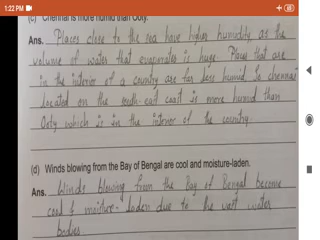 1:22 PM
(c) Chennai is more humid than Ooty.
Ans. Places close to the sea have higher humidity as the
volume of water that evaporates is huge. Places that are
in the interior of a country are far less humid. So chennai
located on the south-east coast is more humid than
Ooty which is in the interior of the country.
(d) Winds blowing from the Bay of Bengal are cool and moisture-laden.
Ans. Winds blowing from the Bay of Bengal become
cool & moisture-laden due to the vast water
bodies